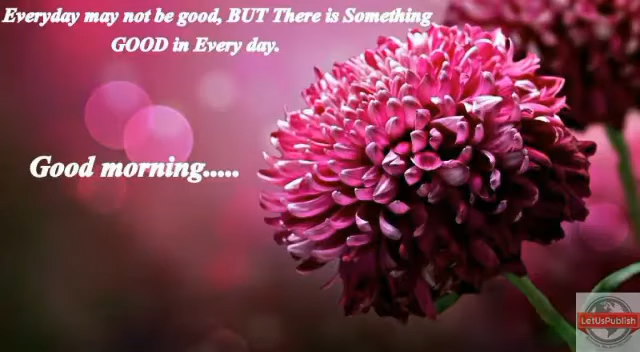 Everyday may not be good, BUT There is Something
GOOD in Every day.
Good morning.....
LetUsPublish